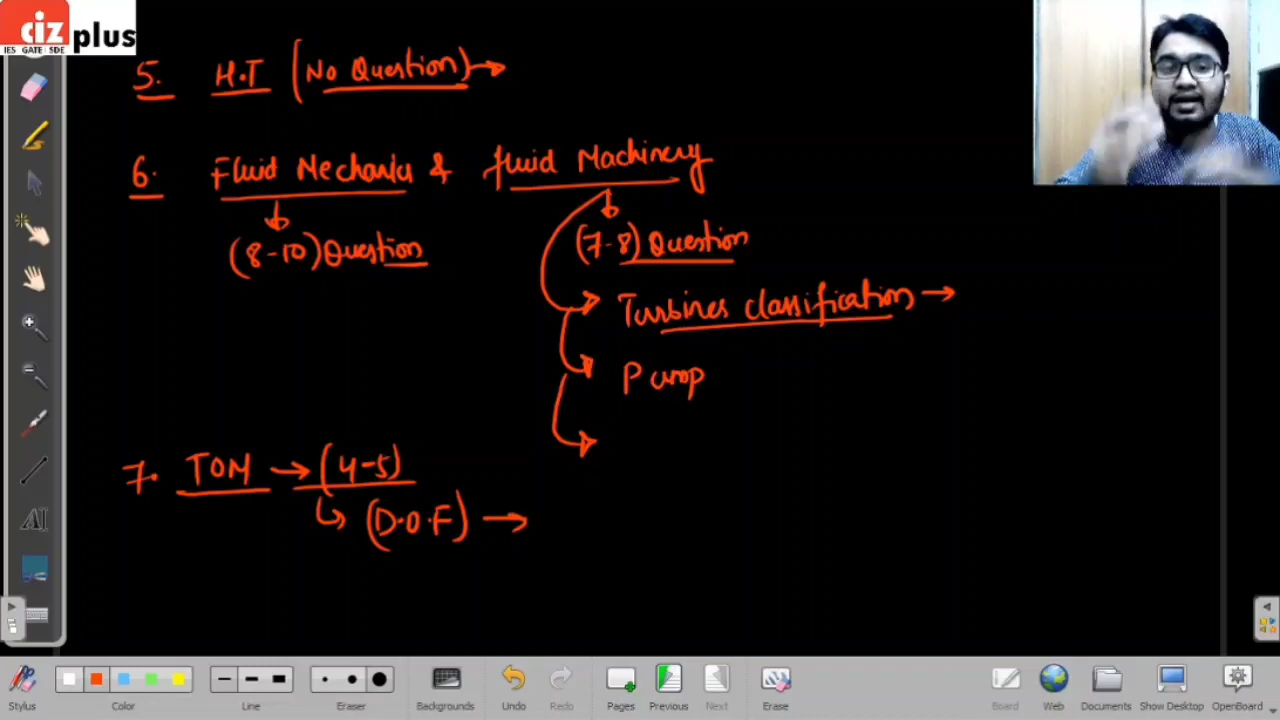 ciz plus
IES GATE SDE
5. H.T (No Question)→
6. Fluid Mechanics & fluid Machinery
(8-10) Question
(7-8) Question
Turbines classification →
Pump
7. TOM → (4-5)
(D.O.F) →
Stylus
Color
Line
Eraser
Backgrounds
Undo
Redo
Pages
Previous
Next
Erase
Board
Web
Documents
Show Desktop
OpenBoard